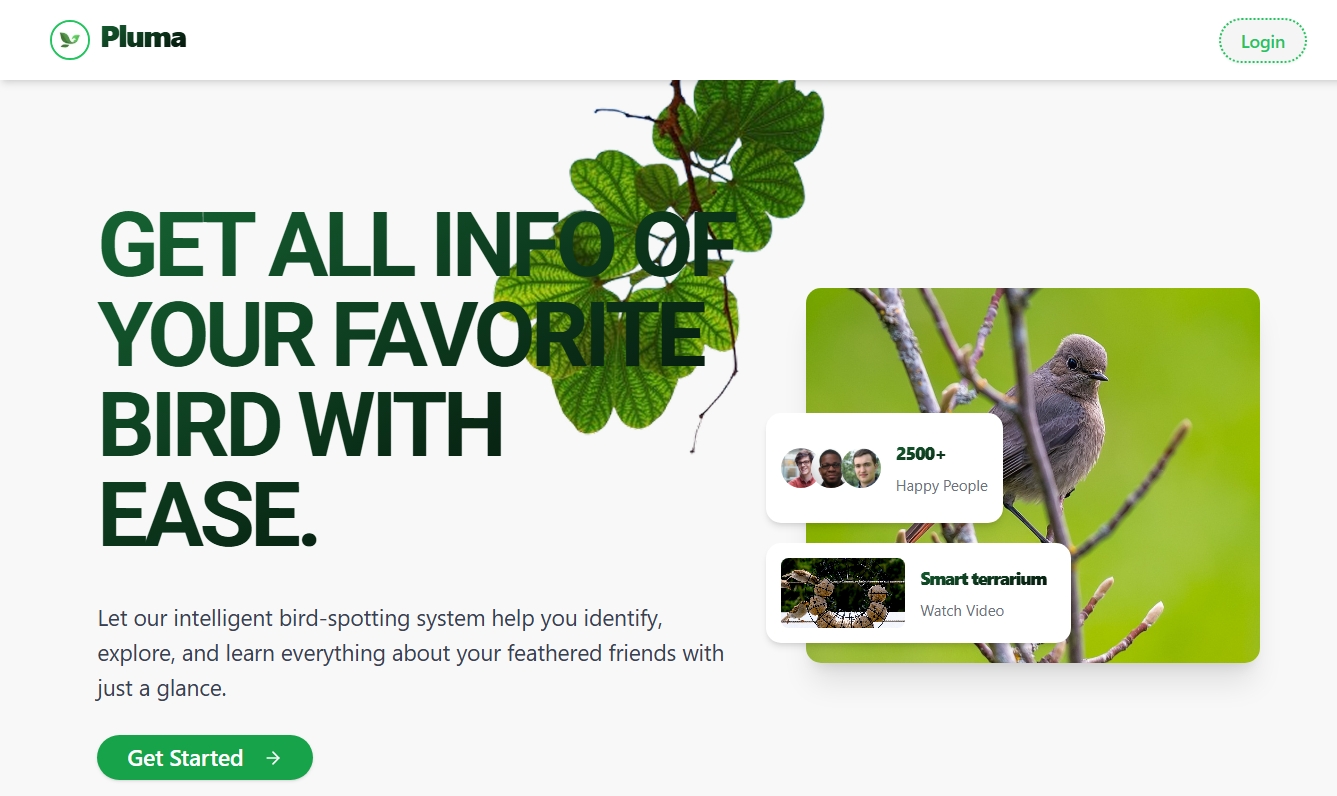 Pluma
Login
GET ALL INFO OF
YOUR FAVORITE
BIRD WITH
EASE.
2500+
Happy People
Smart terrarium
Watch Video
Let our intelligent bird-spotting system help you identify,
explore, and learn everything about your feathered friends with
just a glance.
Get Started